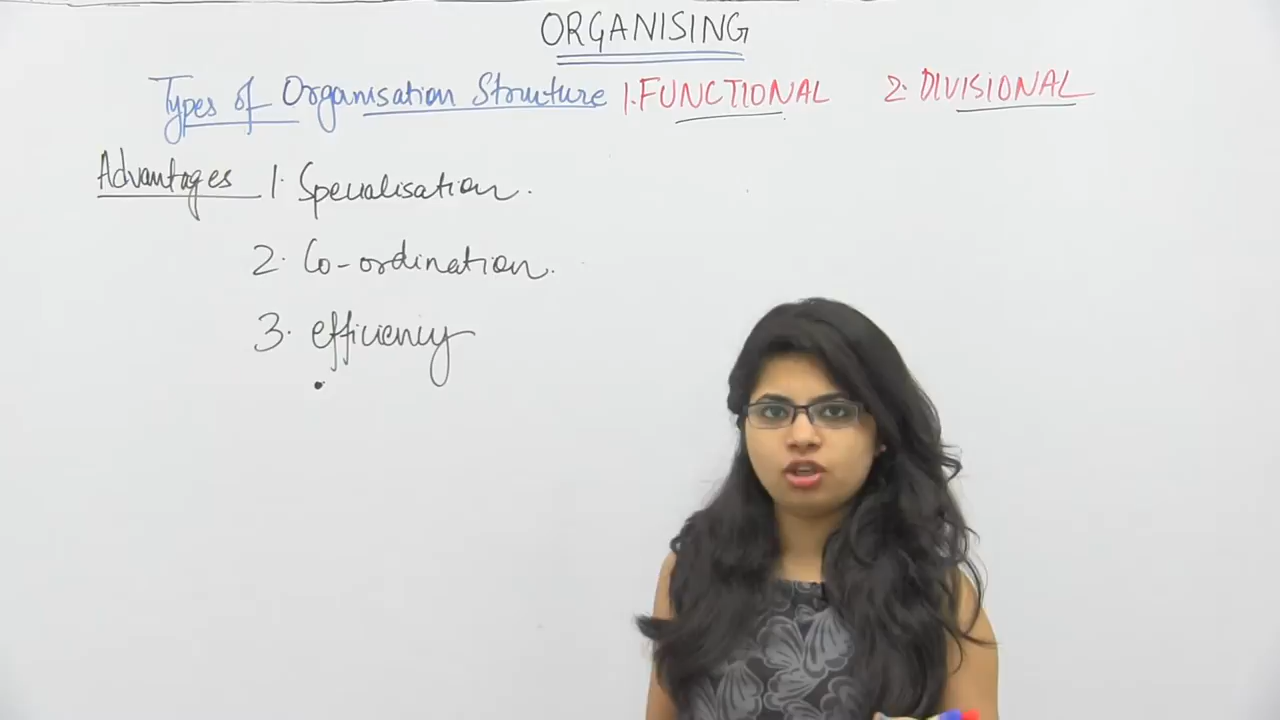 ORGANISING
Types of Organisation Structure 1. FUNCTIONAL 2. DIVISIONAL
Advantages 1. Specialisation.
2. Co-ordination.
3. efficiency